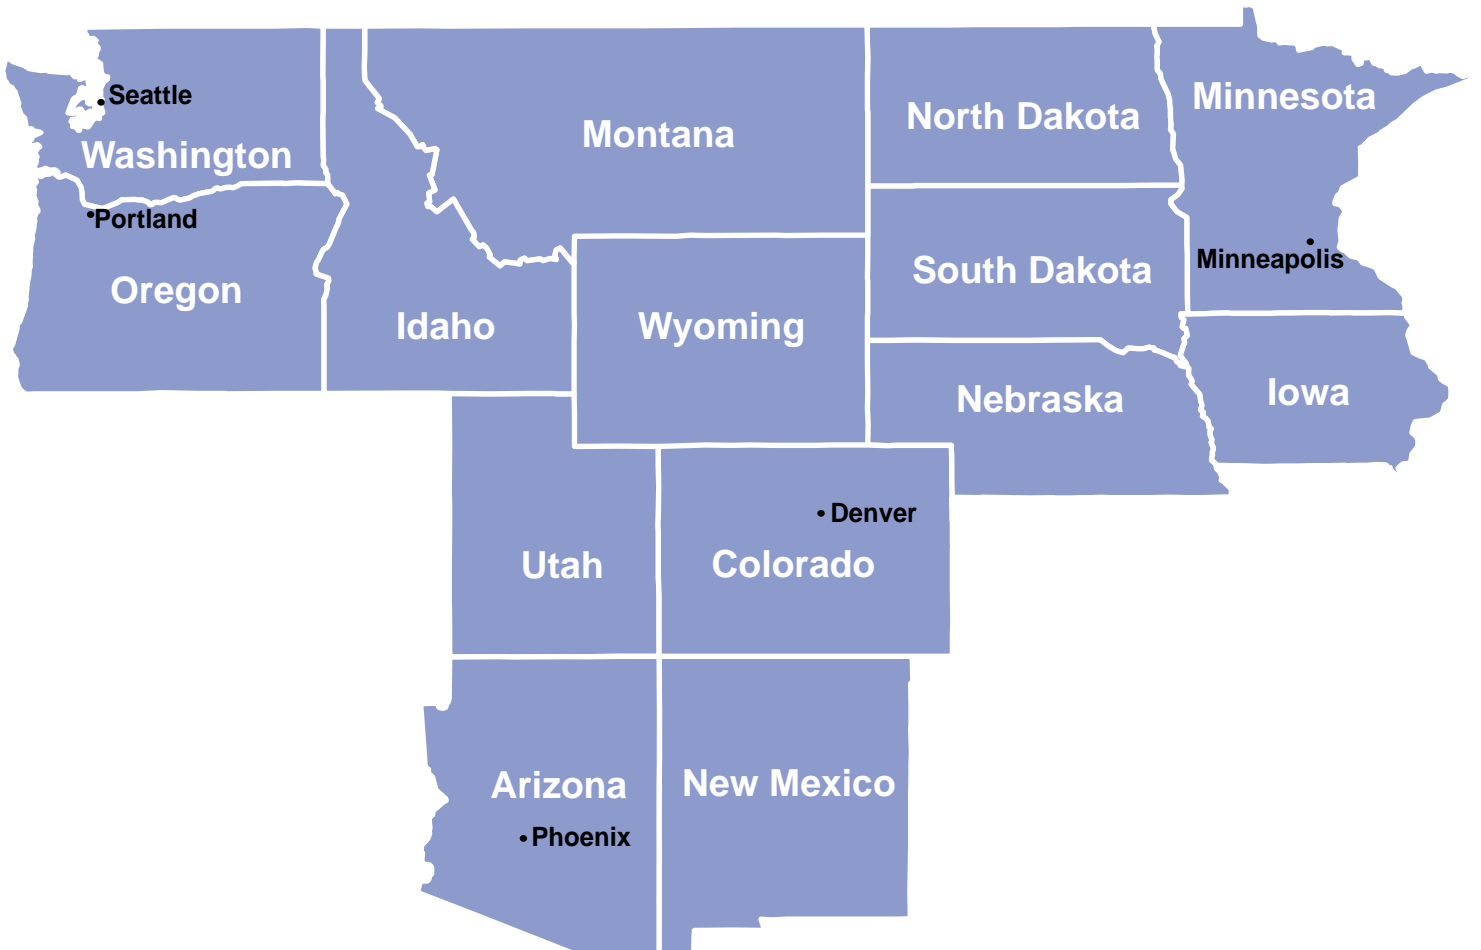 Seattle
Minnesota
North Dakota
Montana
Washington
Portland
Minneapolis
South Dakota
Oregon
Idaho
Wyoming
Iowa
Nebraska
Denver
Utah
Colorado
Arizona
New Mexico
Phoenix